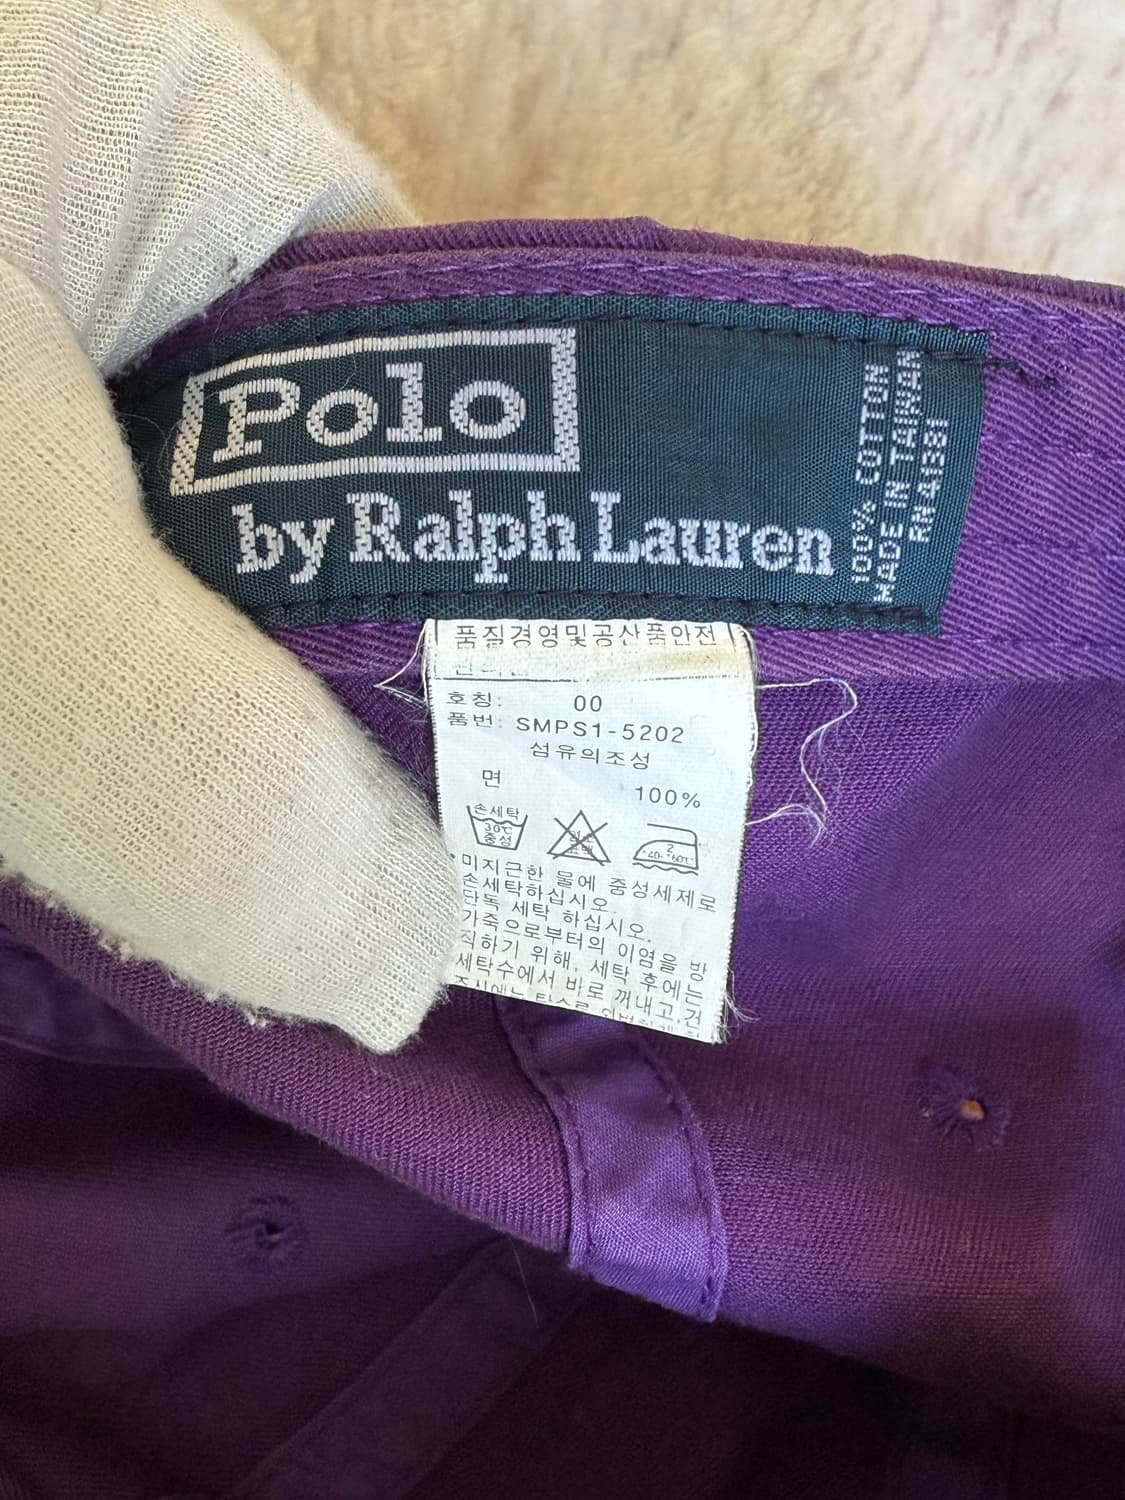 Polo
by Ralph Lauren
100% COTTON
MADE IN TAIWAN
RN41381
품질경영및공산품안전
호칭: 00
품번: SMPS1-5202
섬유의조성
면 100%
손세탁
30℃
중성
2
40-60℃
미지근한 물에 중성세제로
손세탁하십시오.
단독 세탁 하십시오.
가죽으로부터의 이염을 방
직하기 위해, 세탁 후에는
세탁수에서 바로 꺼내고,건